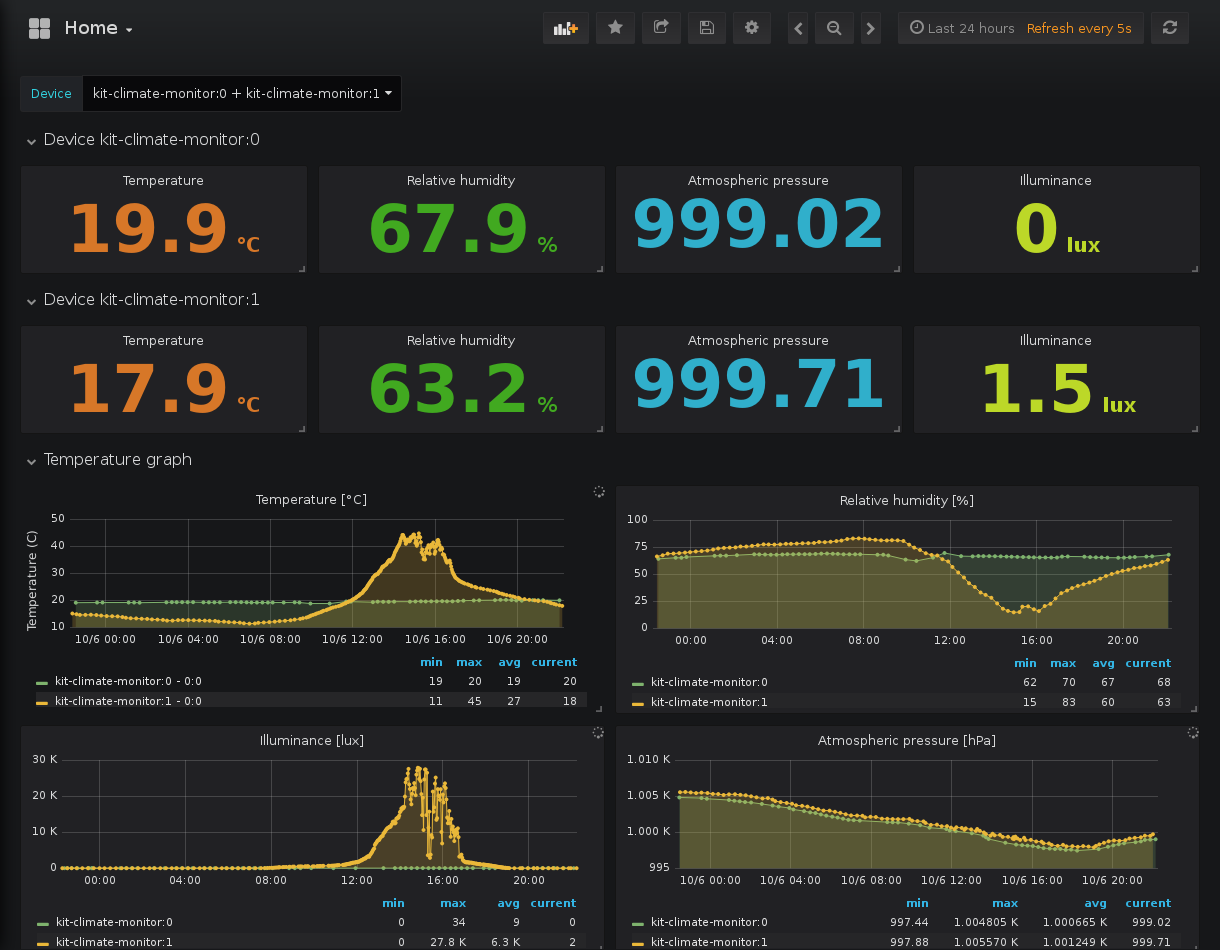 Home
Last 24 hours Refresh every 5s
Device kit-climate-monitor:0 + kit-climate-monitor:1
Device kit-climate-monitor:0
Temperature Relative humidity Atmospheric pressure Illuminance
19.9 °C 67.9 % 999.02 0 lux
Device kit-climate-monitor:1
Temperature Relative humidity Atmospheric pressure Illuminance
17.9 °C 63.2 % 999.71 1.5 lux
Temperature graph
Temperature [°C]
Temperature (C)
50
40
30
20
10
10/6 00:00 10/6 04:00 10/6 08:00 10/6 12:00 10/6 16:00 10/6 20:00
min max avg current
kit-climate-monitor:0 - 0:0 19 20 19 20
kit-climate-monitor:1 - 0:0 11 45 27 18
Relative humidity [%]
100
75
50
25
0
00:00 04:00 08:00 12:00 16:00 20:00
min max avg current
kit-climate-monitor:0 62 70 67 68
kit-climate-monitor:1 15 83 60 63
Illuminance [lux]
30 K
20 K
10 K
0
00:00 04:00 08:00 12:00 16:00 20:00
min max avg current
kit-climate-monitor:0 0 34 9 0
kit-climate-monitor:1 0 27.8 K 6.3 K 2
Atmospheric pressure [hPa]
1.010 K
1.005 K
1.000 K
995
10/6 00:00 10/6 04:00 10/6 08:00 10/6 12:00 10/6 16:00 10/6 20:00
min max avg current
kit-climate-monitor:0 997.44 1.004805 K 1.000665 K 999.02
kit-climate-monitor:1 997.88 1.005570 K 1.001249 K 999.71